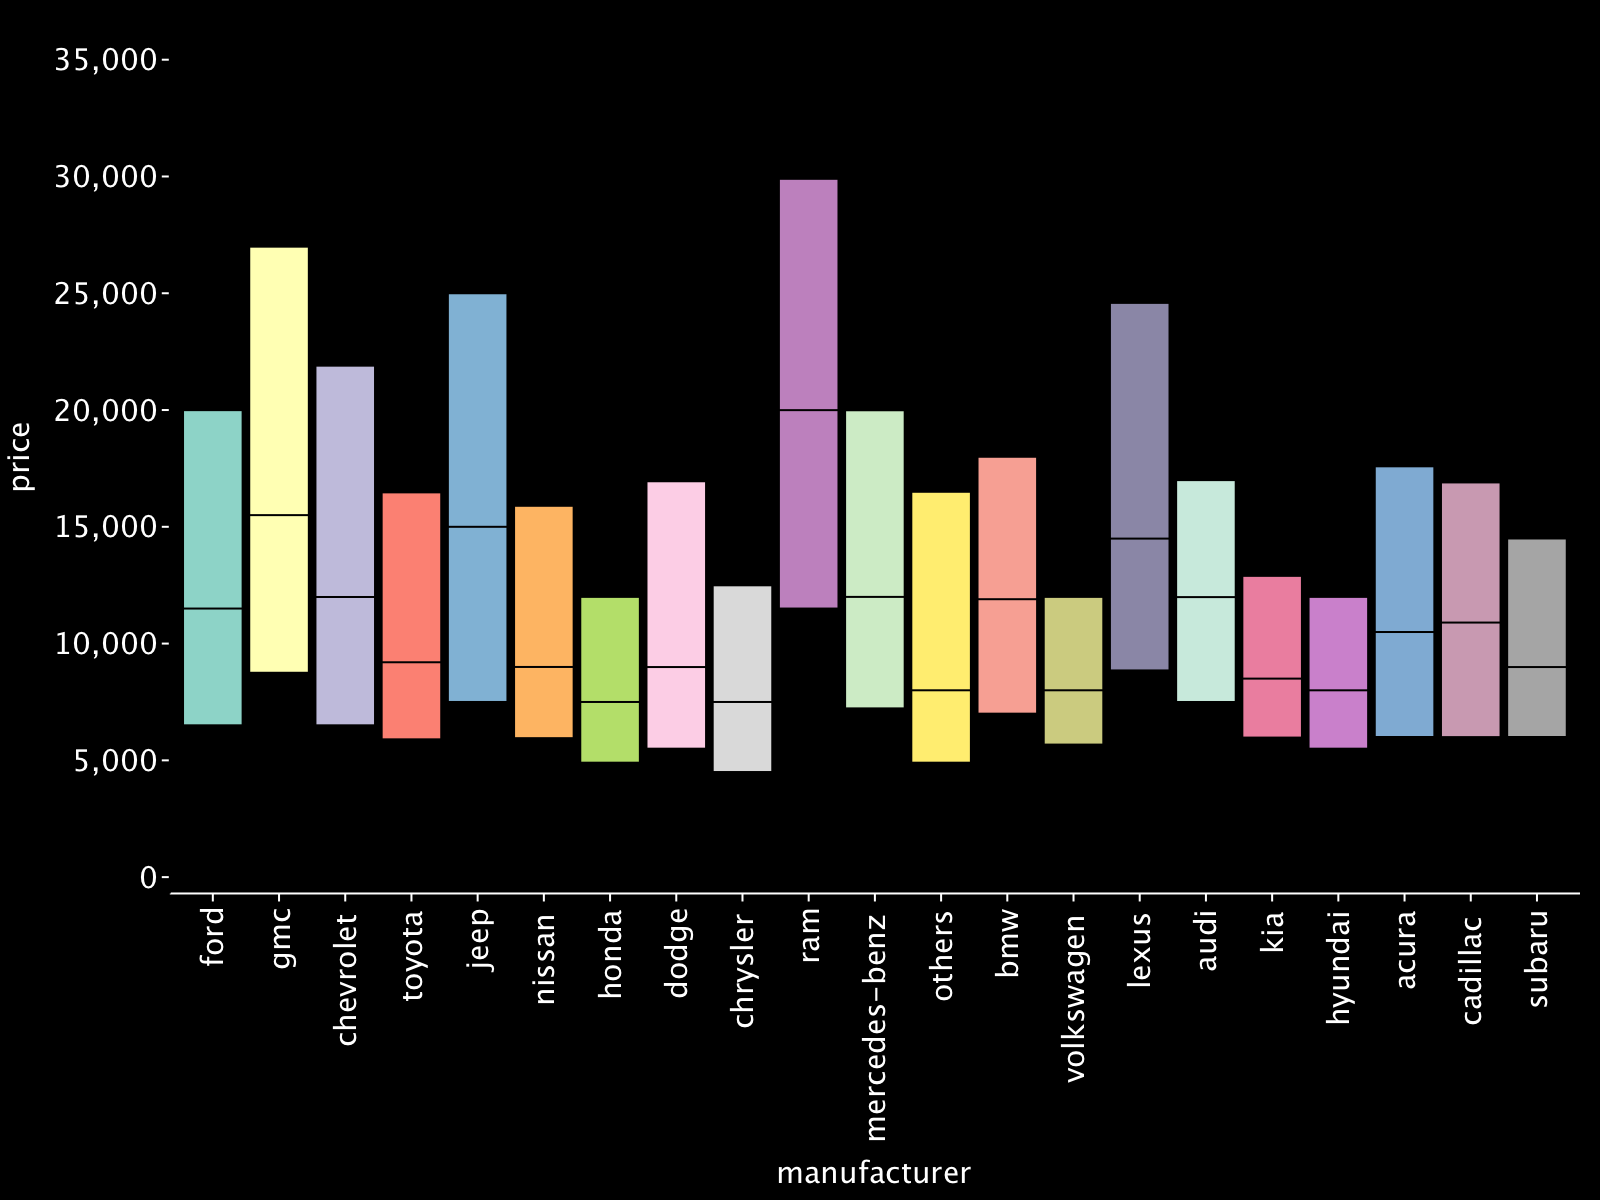 35,000
30,000
25,000
20,000
15,000
10,000
5,000
0
price
ford
gmc
chevrolet
toyota
jeep
nissan
honda
dodge
chrysler
ram
mercedes-benz
others
bmw
volkswagen
lexus
audi
kia
hyundai
acura
cadillac
subaru
manufacturer